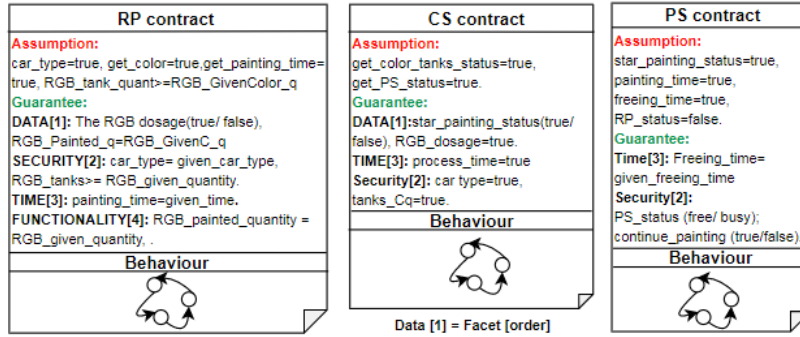 RP contract
Assumption:
car_type=true, get_color=true,get_painting_time=
true, RGB_tank_quant>=RGB_GivenColor_q
Guarantee:
DATA[1]: The RGB dosage(true/ false),
RGB_Painted_q=RGB_GivenC_q
SECURITY[2]: car_type= given_car_type,
RGB_tanks>= RGB_given_quantity.
TIME[3]: painting_time=given_time.
FUNCTIONALITY[4]: RGB_painted_quantity =
RGB_given_quantity, .
Behaviour
CS contract
Assumption:
get_color_tanks_status=true,
get_PS_status=true.
Guarantee:
DATA[1]:star_painting_status(true/
false), RGB_dosage=true.
TIME[3]: process_time=true
Security[2]: car type=true,
tanks_Cq=true.
Behaviour
Data [1] = Facet [order]
PS contract
Assumption:
star_painting_status=true,
painting_time=true,
freeing_time=true,
RP_status=false.
Guarantee:
Time[3]: Freeing_time=
given_freeing_time
Security[2]:
PS_status (free/ busy);
continue_painting (true/false)
Behaviour